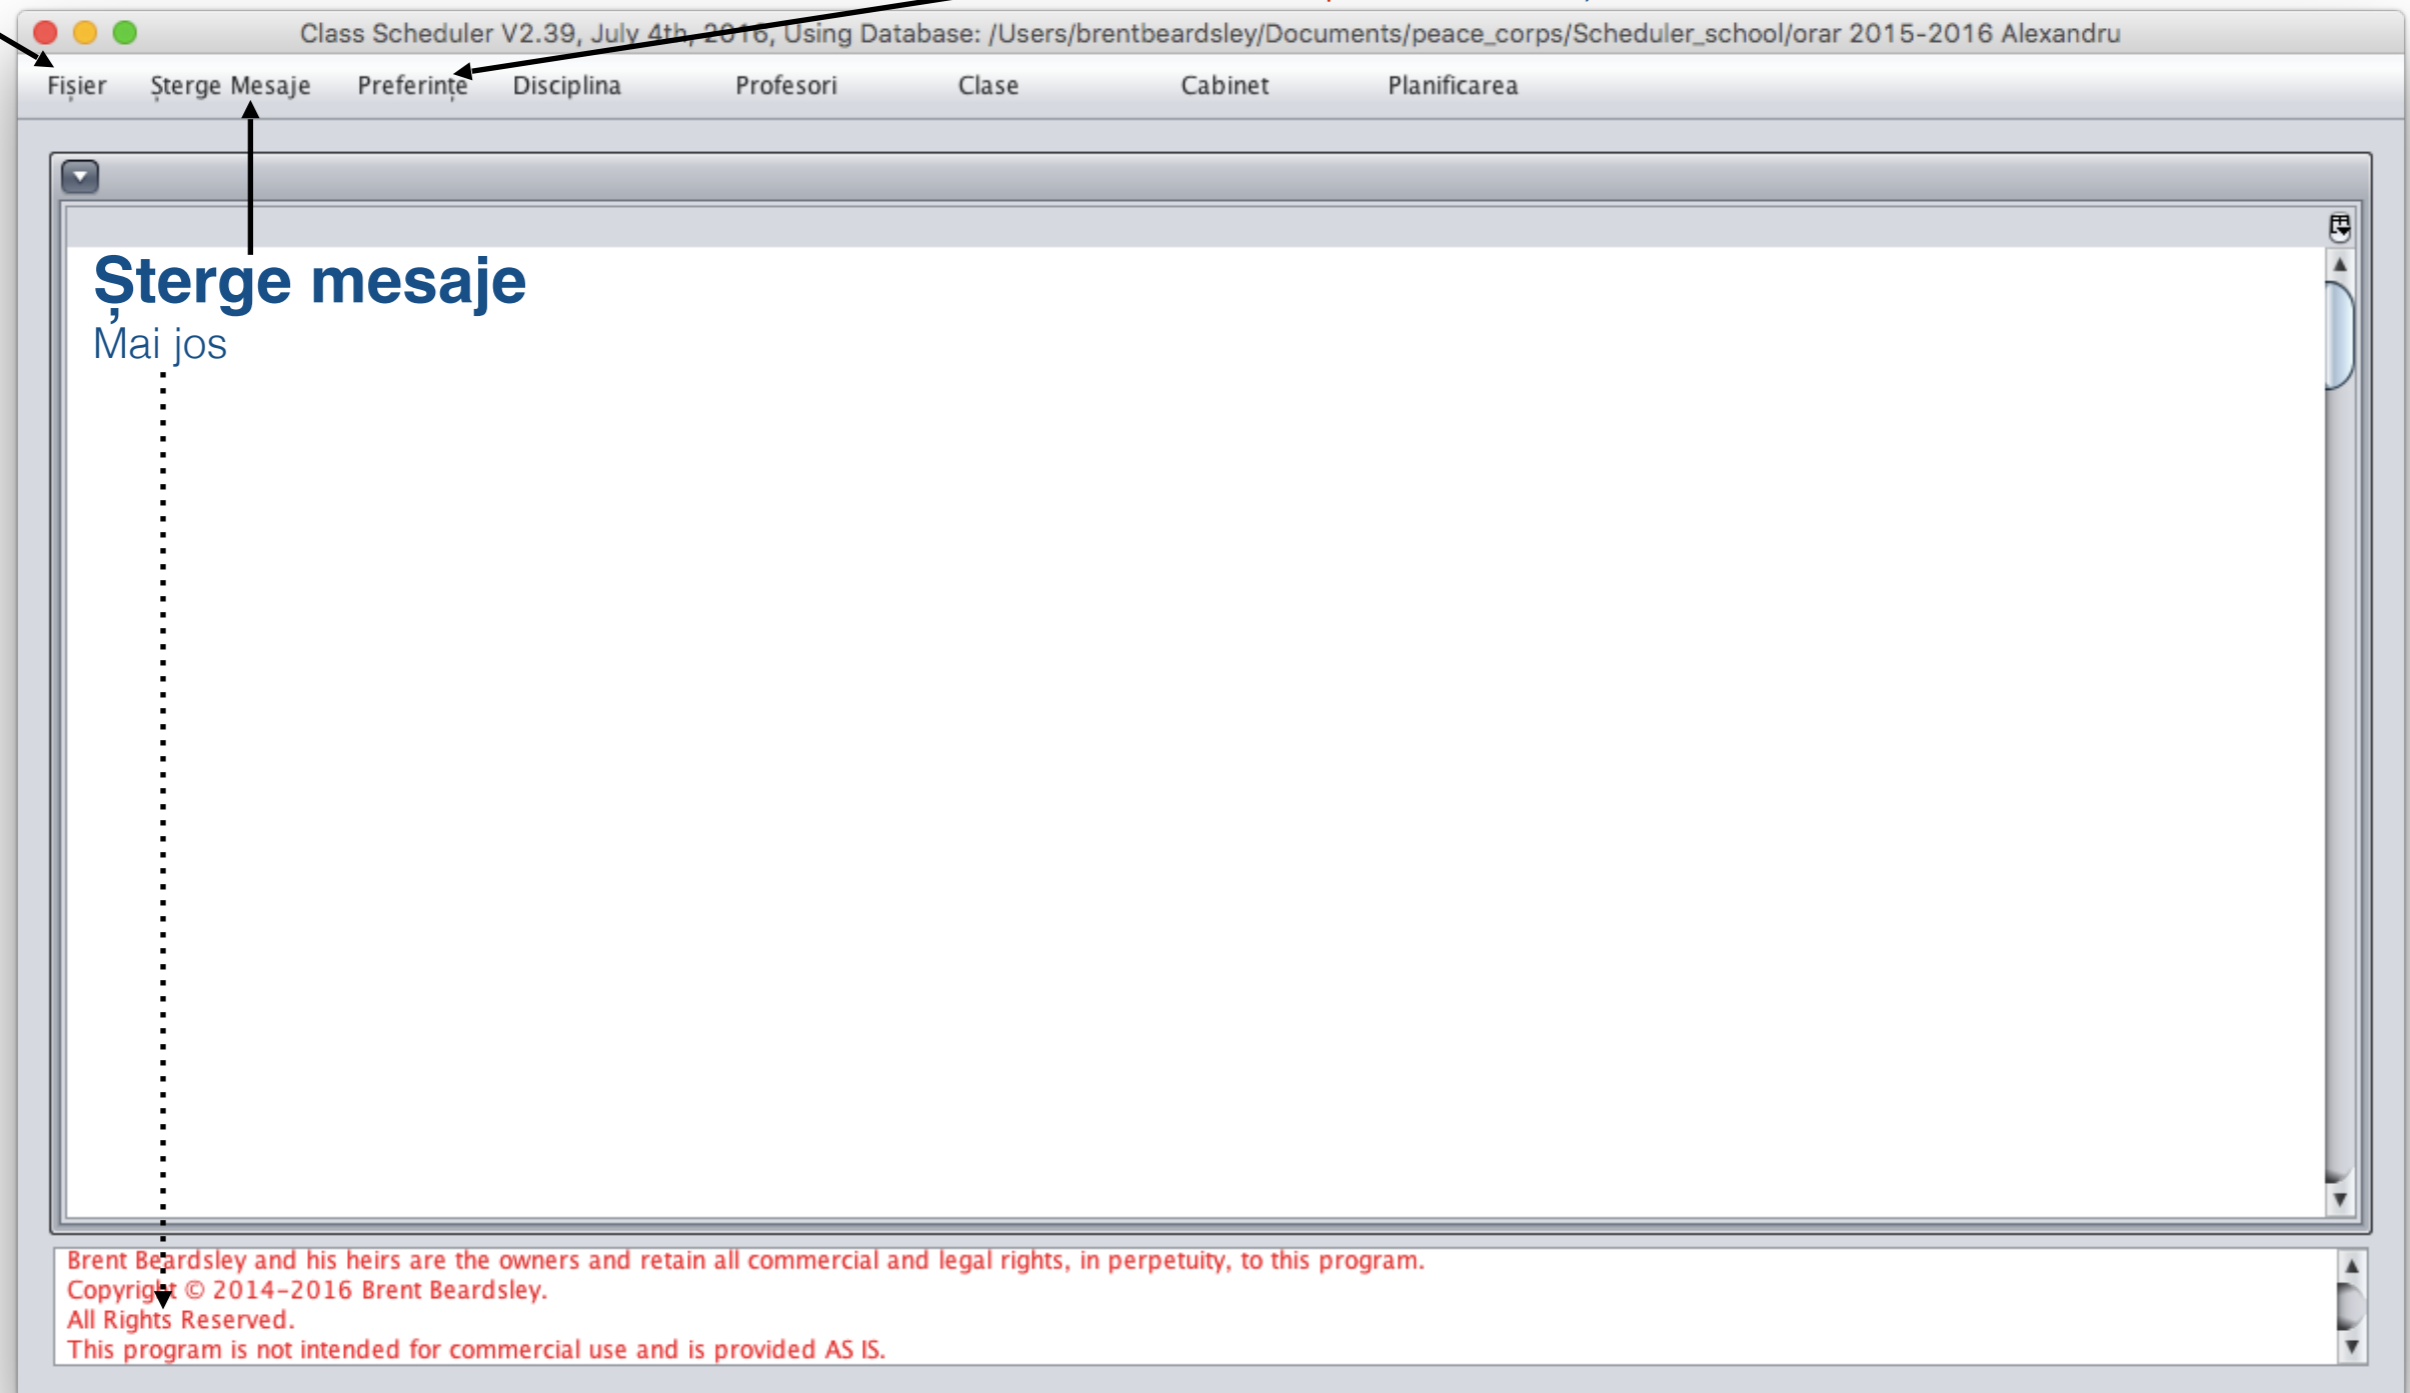 Class Scheduler V2.39, July 4th, 2016, Using Database: /Users/brentbeardsley/Documents/peace_corps/Scheduler_school/orar 2015-2016 Alexandru
Fișier Șterge Mesaje Preferințe Disciplina Profesori Clase Cabinet Planificarea
Șterge mesaje
Mai jos
Brent Beardsley and his heirs are the owners and retain all commercial and legal rights, in perpetuity, to this program.
Copyright © 2014-2016 Brent Beardsley.
All Rights Reserved.
This program is not intended for commercial use and is provided AS IS.